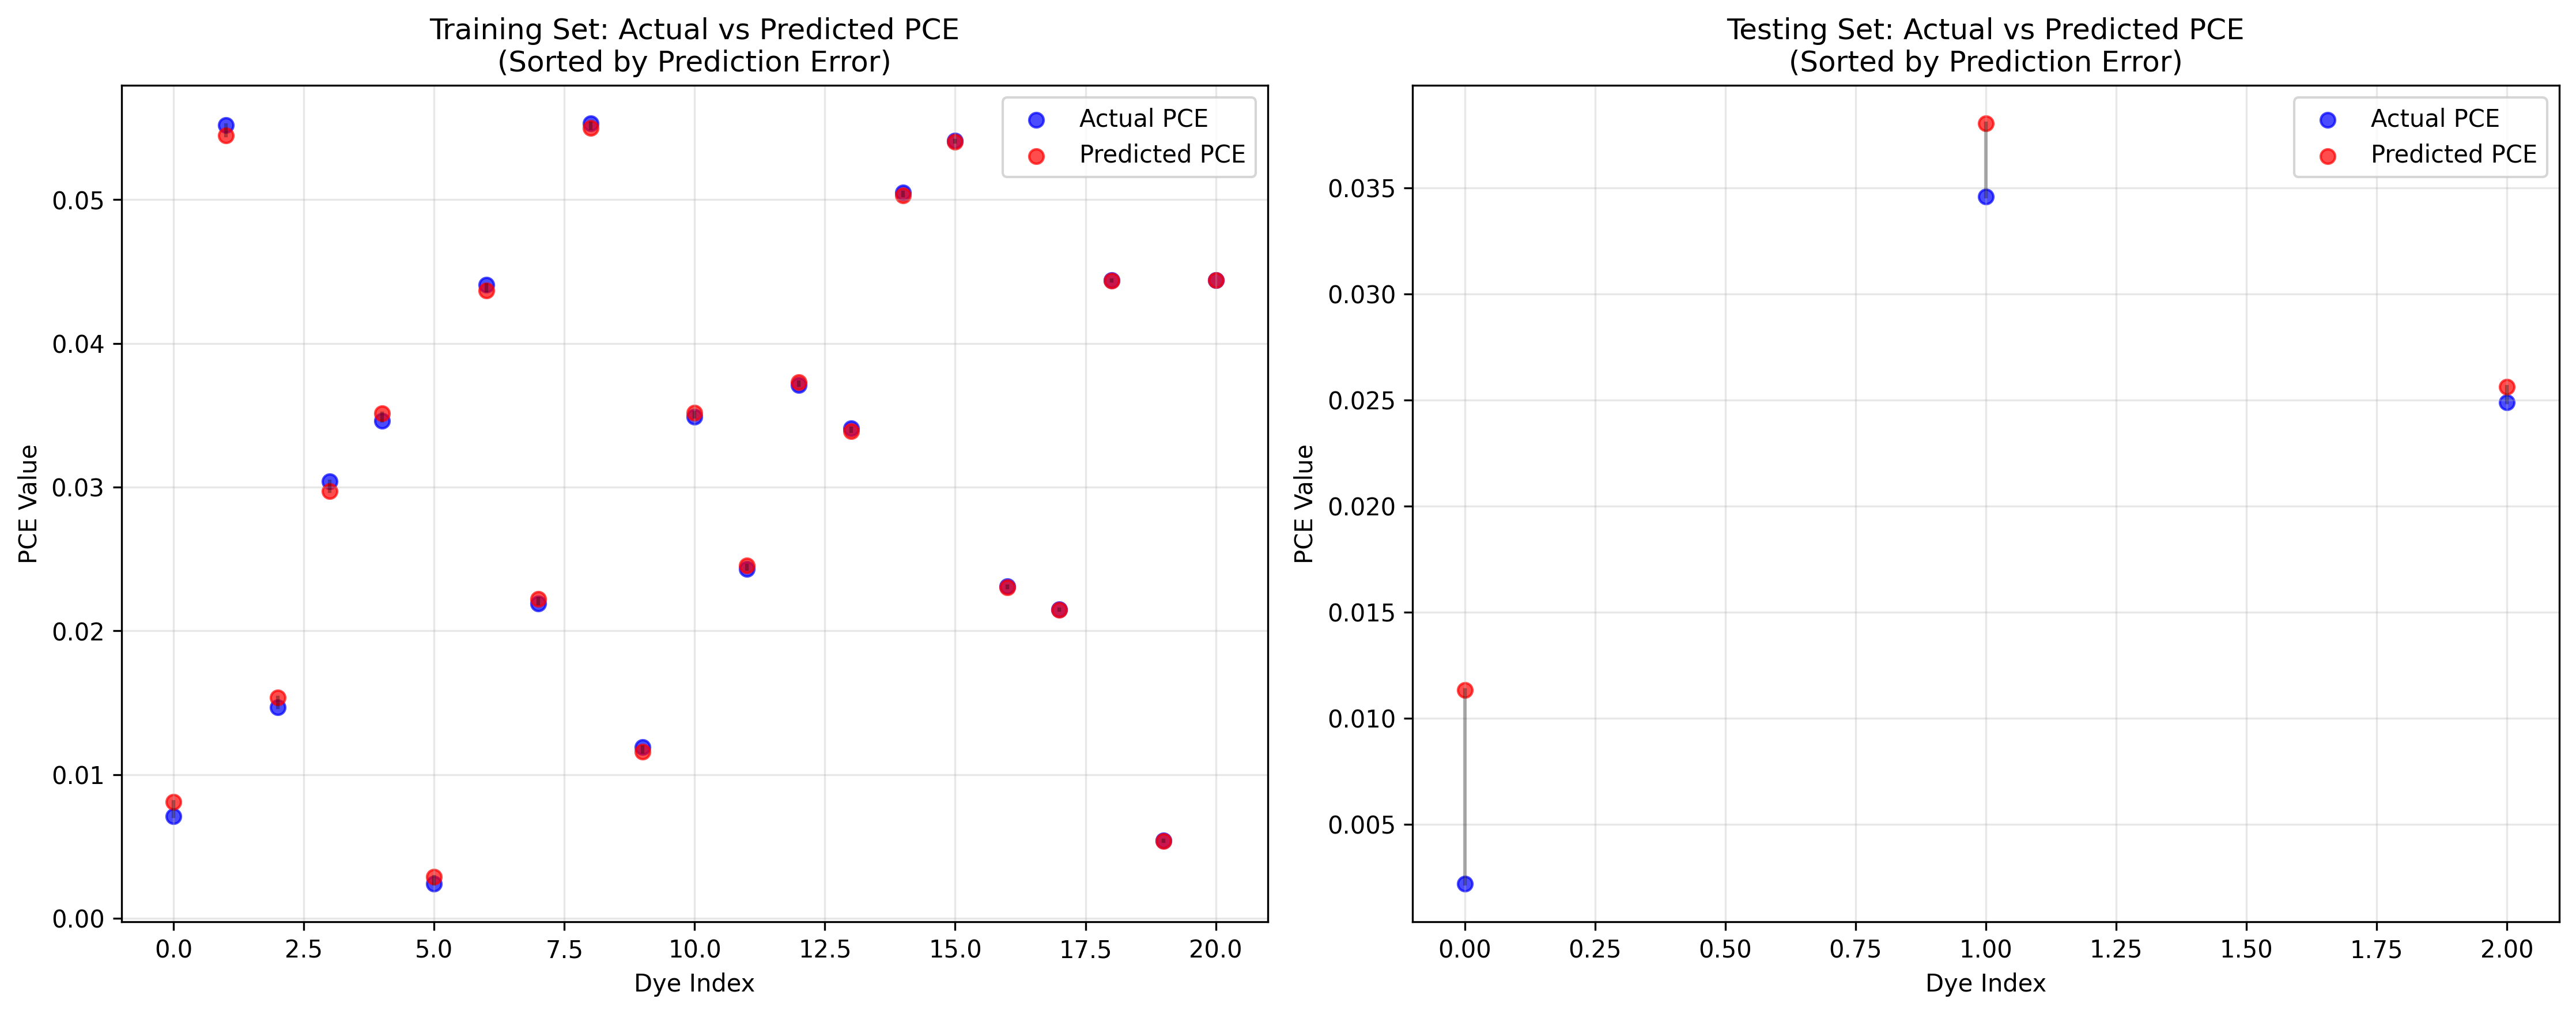 Training Set: Actual vs Predicted PCE
(Sorted by Prediction Error)
Actual PCE
Predicted PCE
PCE Value
0.05
0.04
0.03
0.02
0.01
0.00
0.0 2.5 5.0 7.5 10.0 12.5 15.0 17.5 20.0
Dye Index
Testing Set: Actual vs Predicted PCE
(Sorted by Prediction Error)
Actual PCE
Predicted PCE
PCE Value
0.035
0.030
0.025
0.020
0.015
0.010
0.005
0.00 0.25 0.50 0.75 1.00 1.25 1.50 1.75 2.00
Dye Index